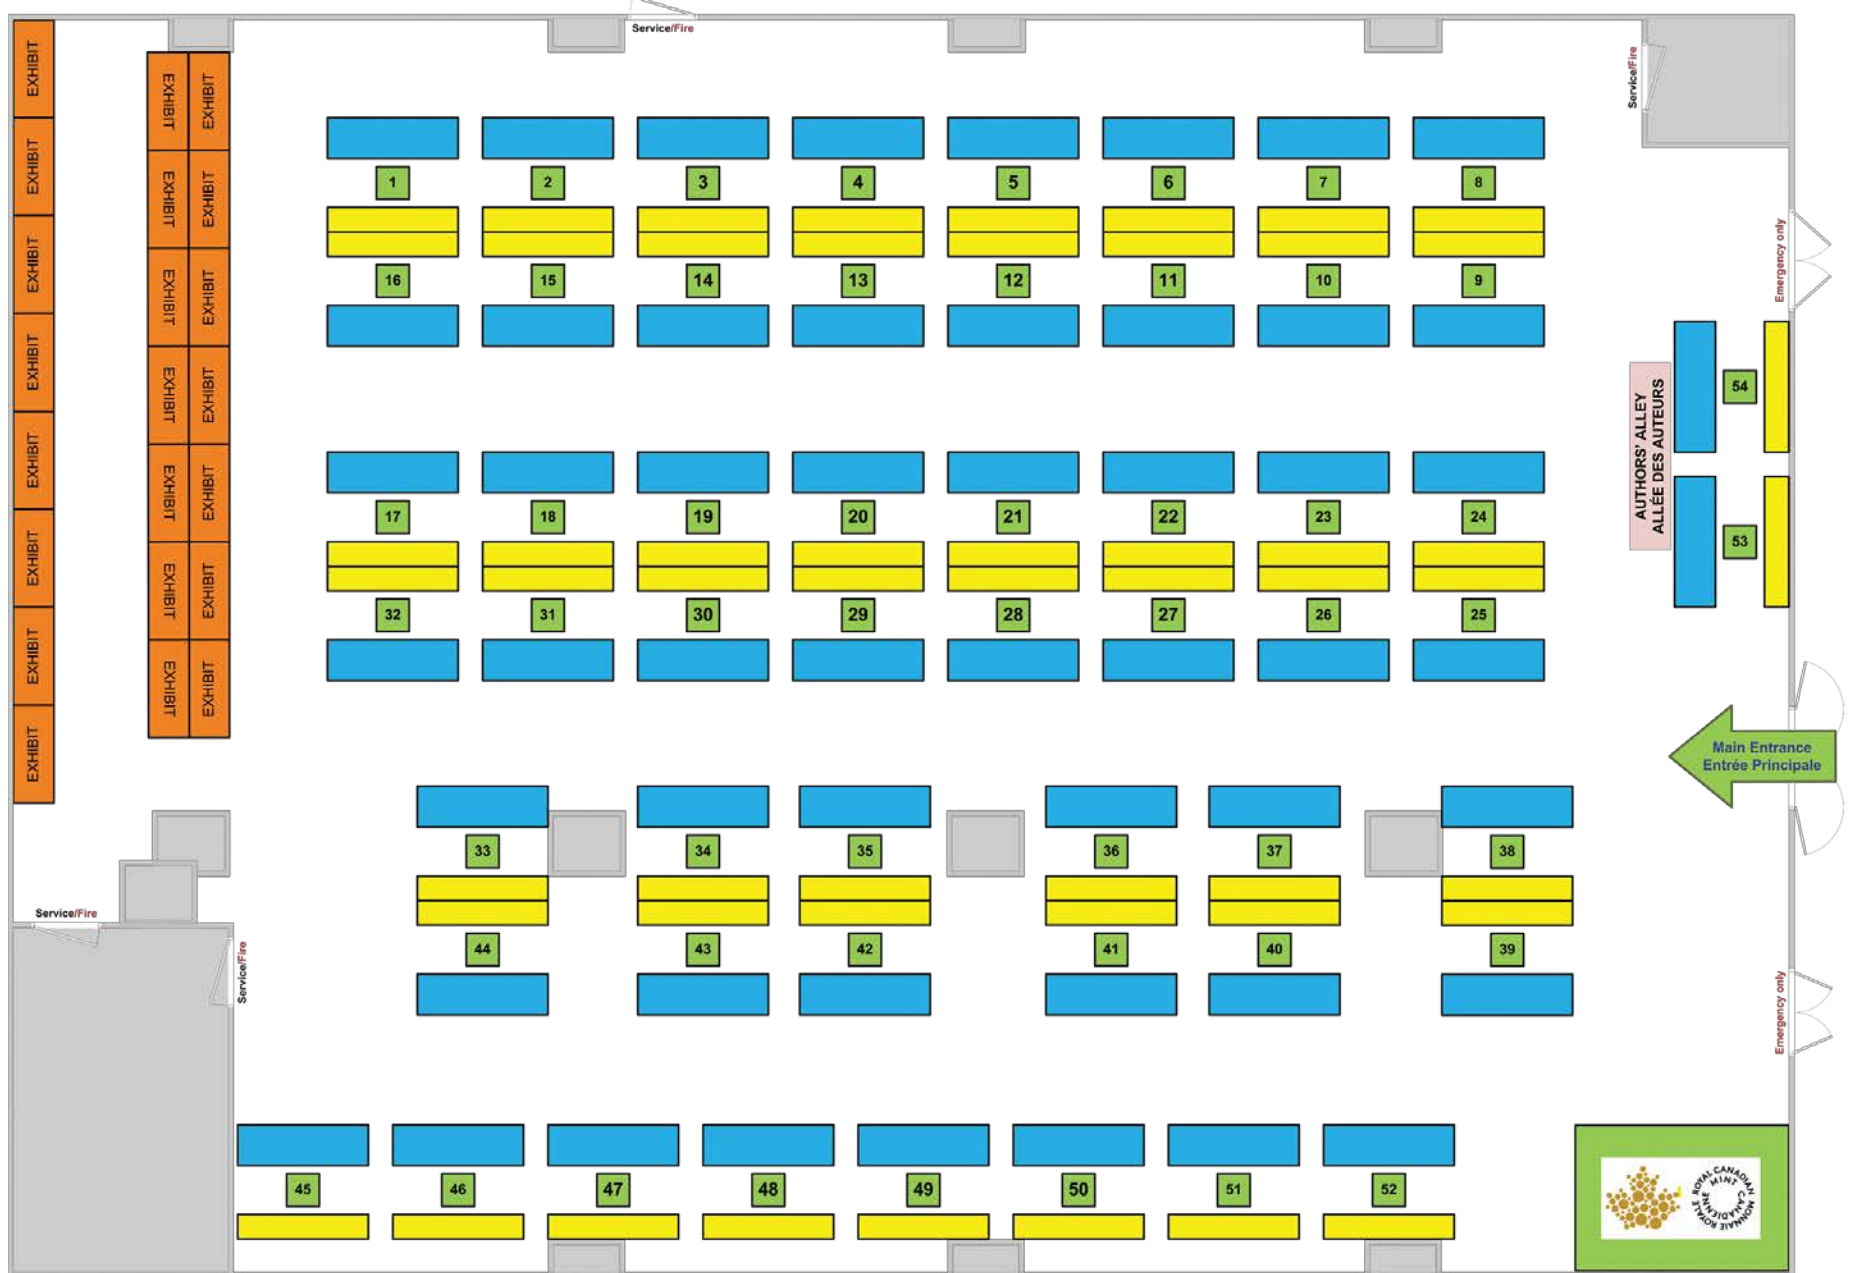 Service/Fire
Service/Fire
EXHIBIT
EXHIBIT
EXHIBIT
EXHIBIT
EXHIBIT
EXHIBIT
EXHIBIT
EXHIBIT
EXHIBIT EXHIBIT
EXHIBIT EXHIBIT
EXHIBIT EXHIBIT
EXHIBIT EXHIBIT
EXHIBIT EXHIBIT
EXHIBIT EXHIBIT
EXHIBIT EXHIBIT
1 2 3 4 5 6 7 8
16 15 14 13 12 11 10 9
Emergency only
54
AUTHORS' ALLEY
ALLÉE DES AUTEURS
53
17 18 19 20 21 22 23 24
32 31 30 29 28 27 26 25
Main Entrance
Entrée Principale
33 34 35 36 37 38
44 43 42 41 40 39
Service/Fire
Service/Fire
Emergency only
45 46 47 48 49 50 51 52
ROYAL CANADIAN MINT
MONNAIE ROYALE CANADIENNE